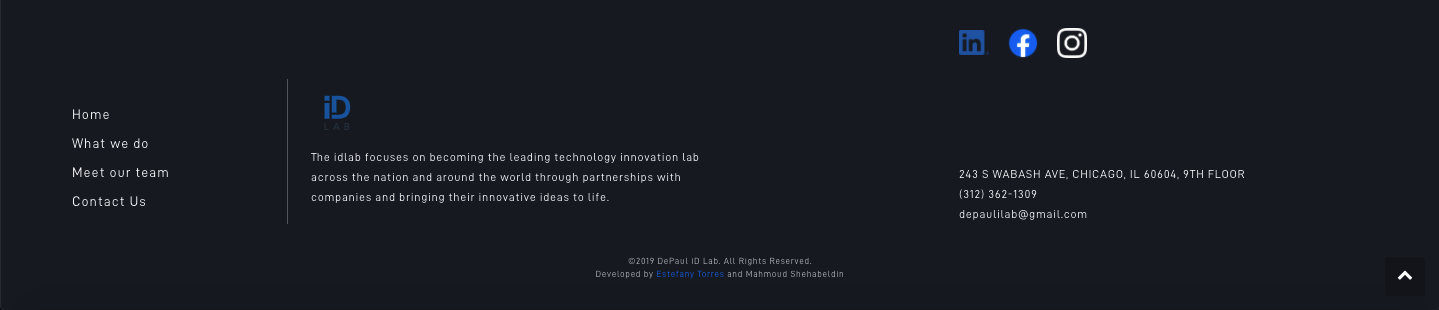 Home
What we do
Meet our team
Contact Us
iD
LAB
The idlab focuses on becoming the leading technology innovation lab
across the nation and around the world through partnerships with
companies and bringing their innovative ideas to life.
in
243 S WABASH AVE, CHICAGO, IL 60604, 9TH FLOOR
(312) 362-1309
depaulilab@gmail.com
©2019 DePaul iD Lab. All Rights Reserved.
Developed by Estefany Torres and Mahmoud Shehabeldin